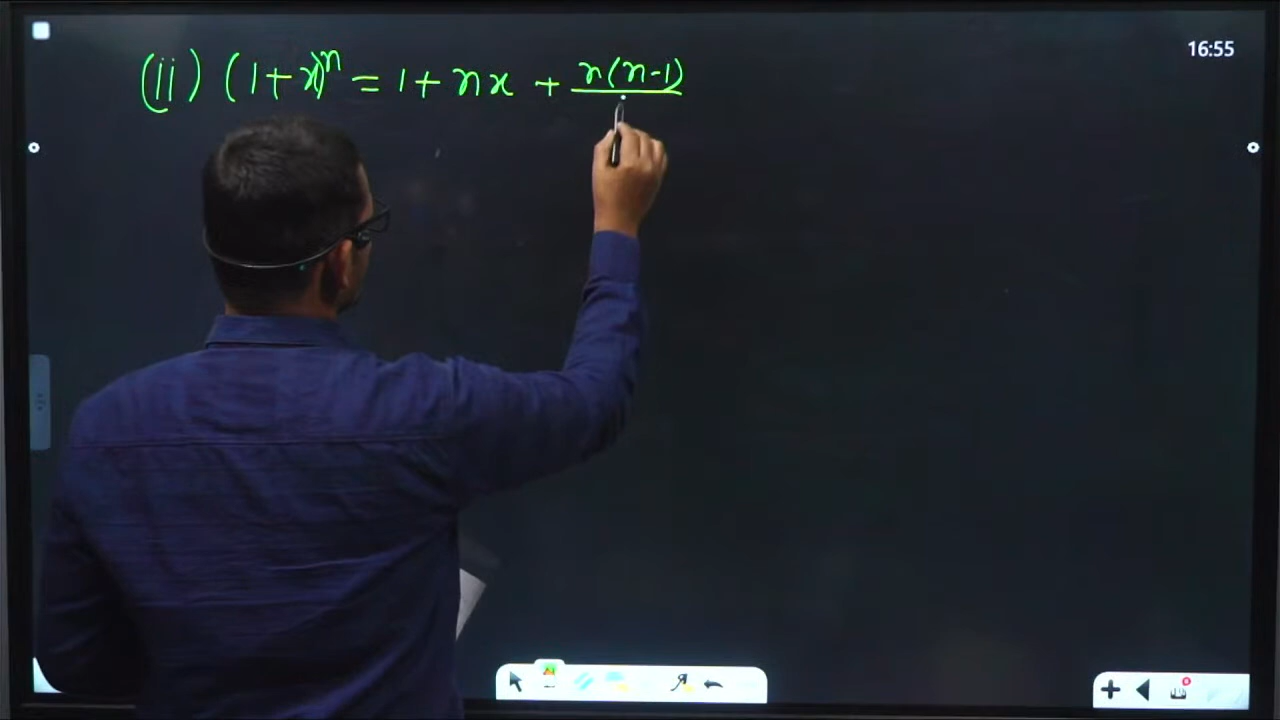 16:55
(ii) (1+x)^n = 1 + nx + n(n-1)/